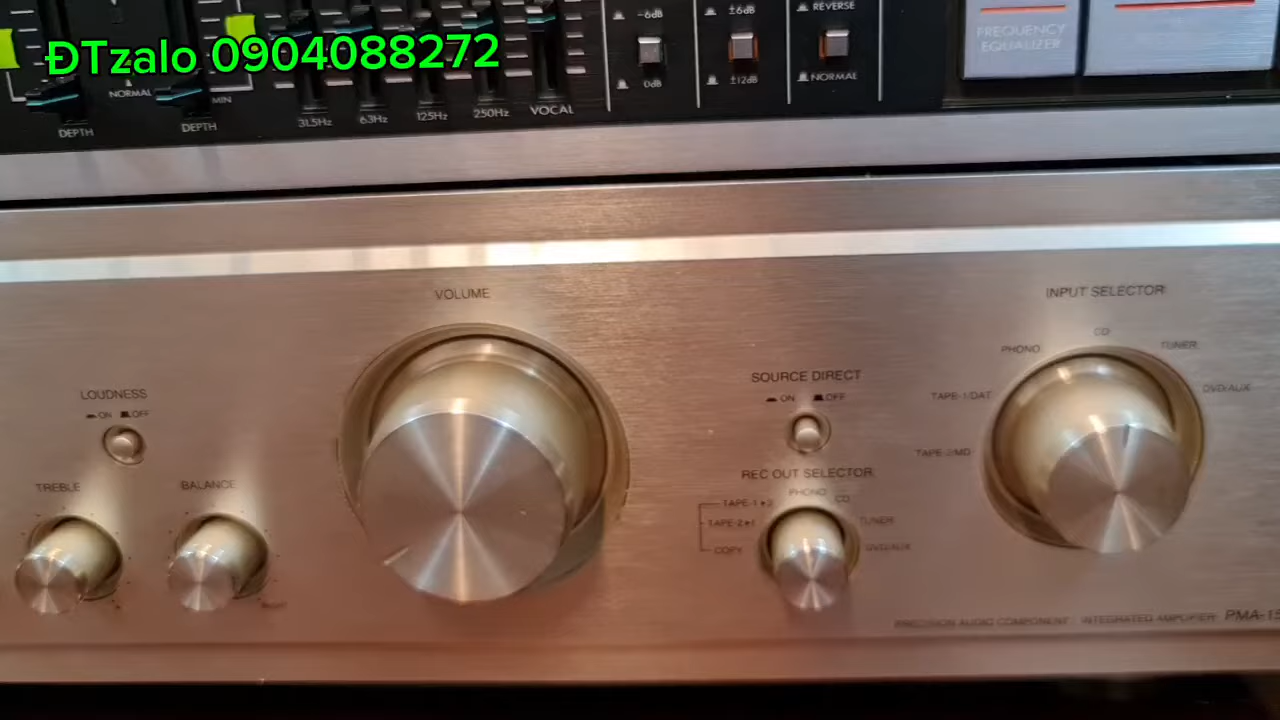 ĐTzalo 0904088272
-6dB
0dB
±6dB
±12dB
REVERSE
NORMAL
FREQUENCY
EQUALIZER
NORMAL
MIN
DEPTH
DEPTH
31.5Hz
63Hz
125Hz
250Hz
VOCAL
VOLUME
INPUT SELECTOR
CD
PHONO
TUNER
TAPE-1/DAT
DVD/AUX
TAPE-2/MD
LOUDNESS
ON OFF
TREBLE
BALANCE
SOURCE DIRECT
ON OFF
REC OUT SELECTOR
PHONO
CD
TAPE-1
TAPE-2
COPY
TUNER
DVD/AUX
PRECISION AUDIO COMPONENT INTEGRATED AMPLIFIER PMA-15